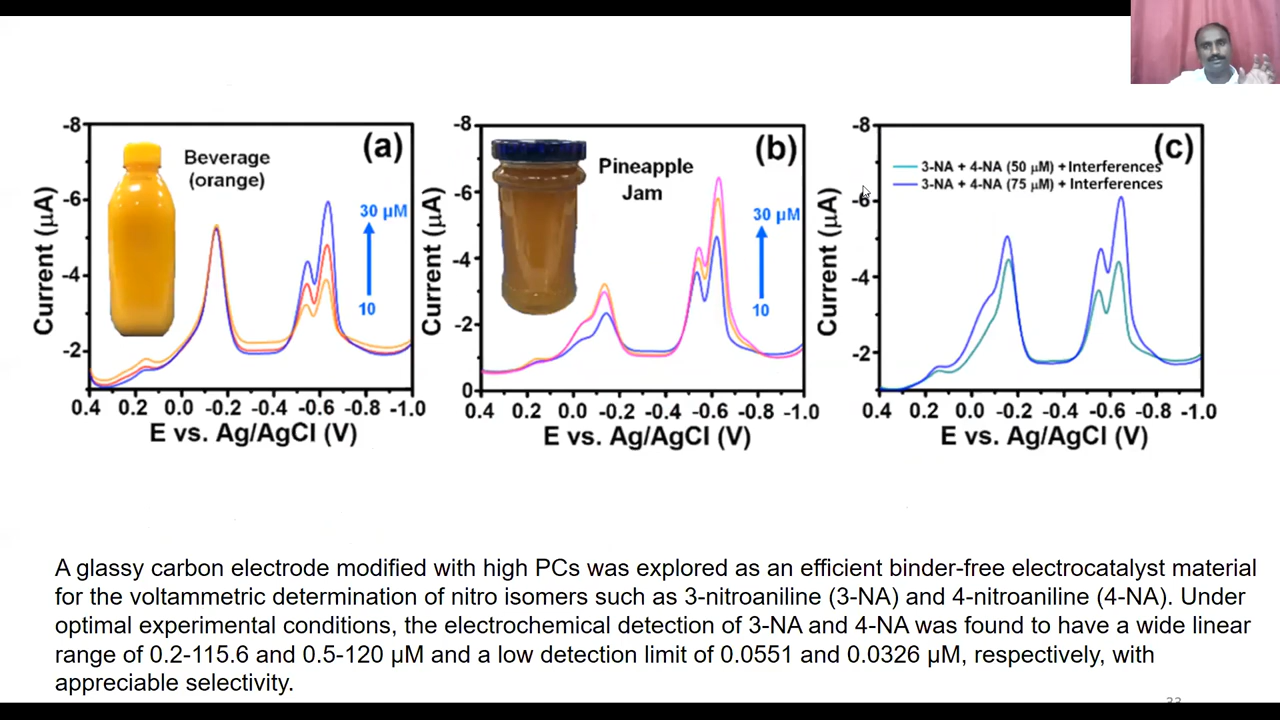 -8
-6
-4
-2
Current (μA)
(a)
Beverage
(orange)
30 μM
10
0.4 0.2 0.0 -0.2 -0.4 -0.6 -0.8 -1.0
E vs. Ag/AgCl (V)
-8
-6
-4
-2
0
Current (μA)
(b)
Pineapple
Jam
30 μM
10
0.4 0.2 0.0 -0.2 -0.4 -0.6 -0.8 -1.0
E vs. Ag/AgCl (V)
-8
-6
-4
-2
Current (μA)
(c)
3-NA + 4-NA (50 μM) + Interferences
3-NA + 4-NA (75 μM) + Interferences
0.4 0.2 0.0 -0.2 -0.4 -0.6 -0.8 -1.0
E vs. Ag/AgCl (V)
A glassy carbon electrode modified with high PCs was explored as an efficient binder-free electrocatalyst material
for the voltammetric determination of nitro isomers such as 3-nitroaniline (3-NA) and 4-nitroaniline (4-NA). Under
optimal experimental conditions, the electrochemical detection of 3-NA and 4-NA was found to have a wide linear
range of 0.2-115.6 and 0.5-120 μM and a low detection limit of 0.0551 and 0.0326 μM, respectively, with
appreciable selectivity.